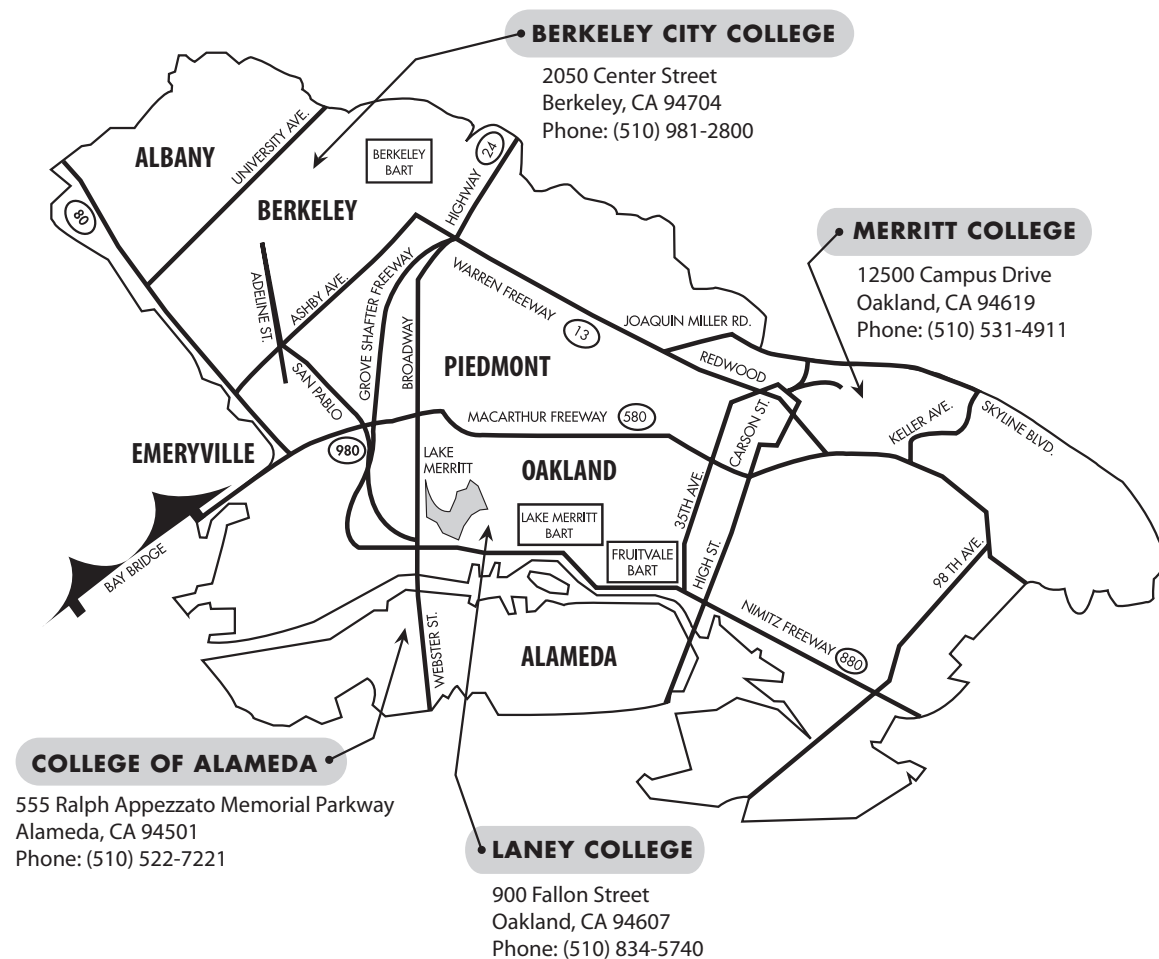 BERKELEY CITY COLLEGE
2050 Center Street
Berkeley, CA 94704
Phone: (510) 981-2800
ALBANY
UNIVERSITY AVE.
BERKELEY
BART
HIGHWAY
24
80
BERKELEY
MERRITT COLLEGE
12500 Campus Drive
Oakland, CA 94619
Phone: (510) 531-4911
ADELINE ST.
ASHBY AVE.
GROVE SHAFTER FREEWAY
BROADWAY
WARREN FREEWAY
13
JOAQUIN MILLER RD.
REDWOOD
SAN PABLO
PIEDMONT
MACARTHUR FREEWAY
580
CARSON ST.
KELLER AVE.
SKYLINE BLVD.
EMERYVILLE
980
LAKE
MERRITT
OAKLAND
35TH AVE.
LAKE MERRITT
BART
FRUITVALE
BART
HIGH ST.
98 TH AVE.
BAY BRIDGE
NIMITZ FREEWAY
880
WEBSTER ST.
ALAMEDA
COLLEGE OF ALAMEDA
555 Ralph Appezzato Memorial Parkway
Alameda, CA 94501
Phone: (510) 522-7221
LANEY COLLEGE
900 Fallon Street
Oakland, CA 94607
Phone: (510) 834-5740